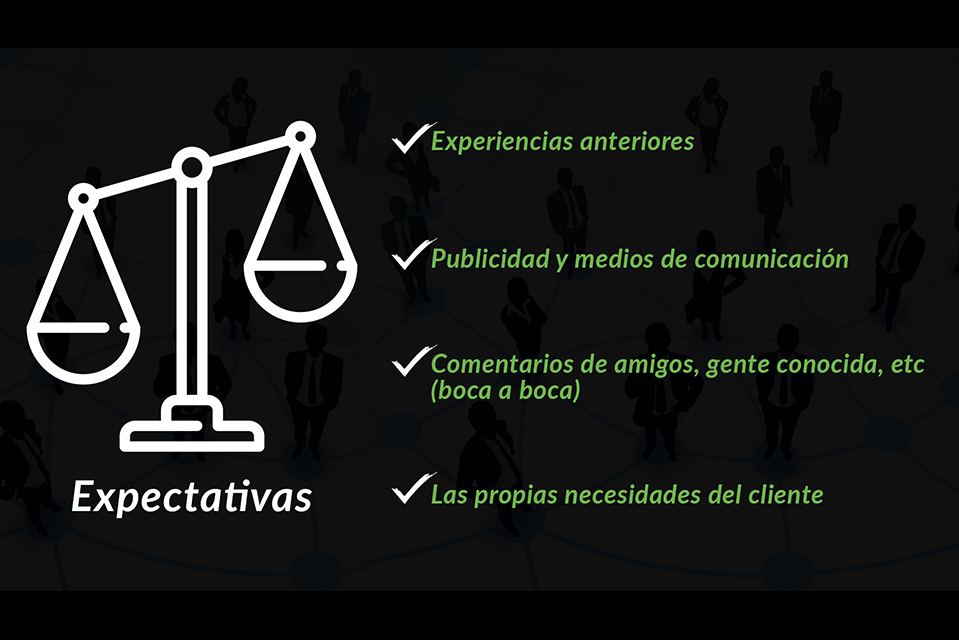 Experiencias anteriores
Publicidad y medios de comunicación
Comentarios de amigos, gente conocida, etc
(boca a boca)
Las propias necesidades del cliente
Expectativas